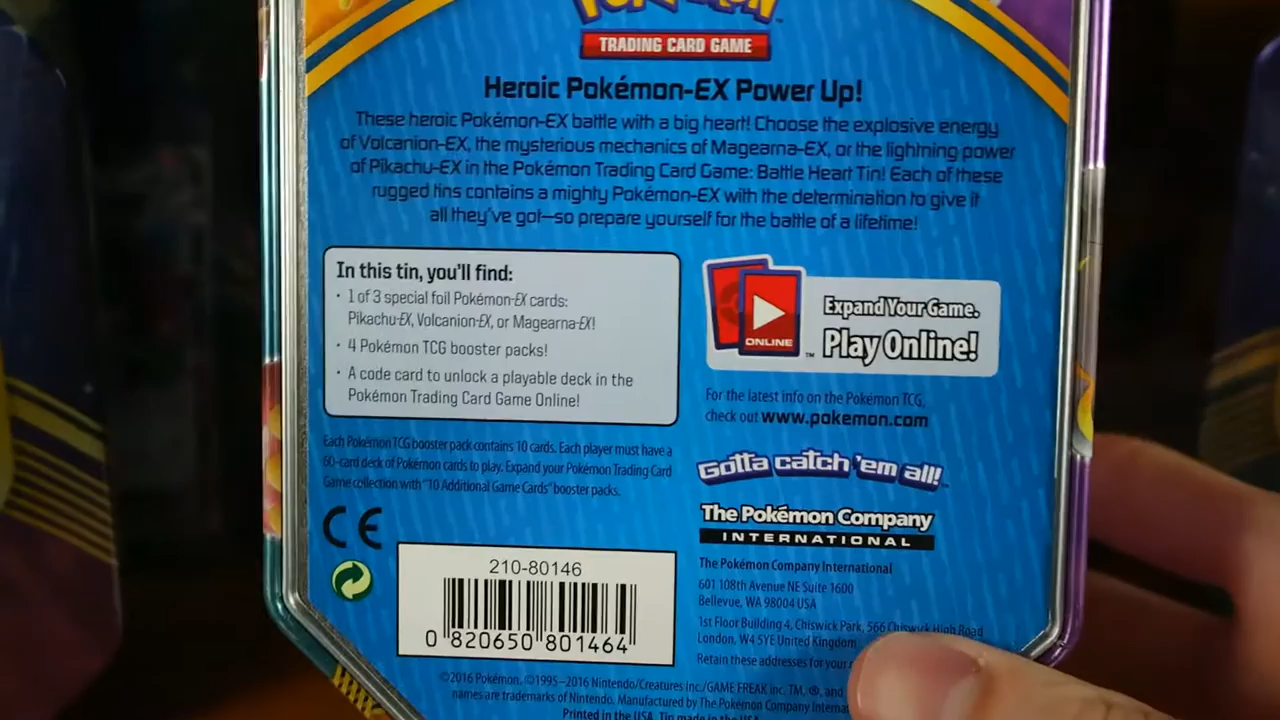 POKéMON
TRADING CARD GAME
Heroic Pokémon-EX Power Up!
These heroic Pokémon-EX battle with a big heart! Choose the explosive energy
of Volcanion-EX, the mysterious mechanics of Magearna-EX, or the lightning power
of Pikachu-EX in the Pokémon Trading Card Game: Battle Heart Tin! Each of these
rugged tins contains a mighty Pokémon-EX with the determination to give it
all they've got—so prepare yourself for the battle of a lifetime!
In this tin, you'll find:
• 1 of 3 special foil Pokémon-EX cards:
Pikachu-EX, Volcanion-EX, or Magearna-EX!
• 4 Pokémon TCG booster packs!
• A code card to unlock a playable deck in the
Pokémon Trading Card Game Online!
Each Pokémon TCG booster pack contains 10 cards. Each player must have a
60-card deck of Pokémon cards to play. Expand your Pokémon Trading Card
Game collection with "10 Additional Game Cards" booster packs.
CE
210-80146
0 820650 801464
ONLINE
Expand Your Game.
Play Online!
™
For the latest info on the Pokémon TCG,
check out www.pokemon.com
Gotta catch 'em all!™
The Pokémon Company
INTERNATIONAL
The Pokémon Company International
601 108th Avenue NE Suite 1600
Bellevue, WA 98004 USA
1st Floor Building 4, Chiswick Park, 566 Chiswick High Road
London, W4 5YE United Kingdom
Retain these addresses for your
©2016 Pokémon. ©1995–2016 Nintendo/Creatures Inc./GAME FREAK inc. TM, ®, and
names are trademarks of Nintendo. Manufactured by The Pokémon Company
Printed in the USA. Tin made in the USA.